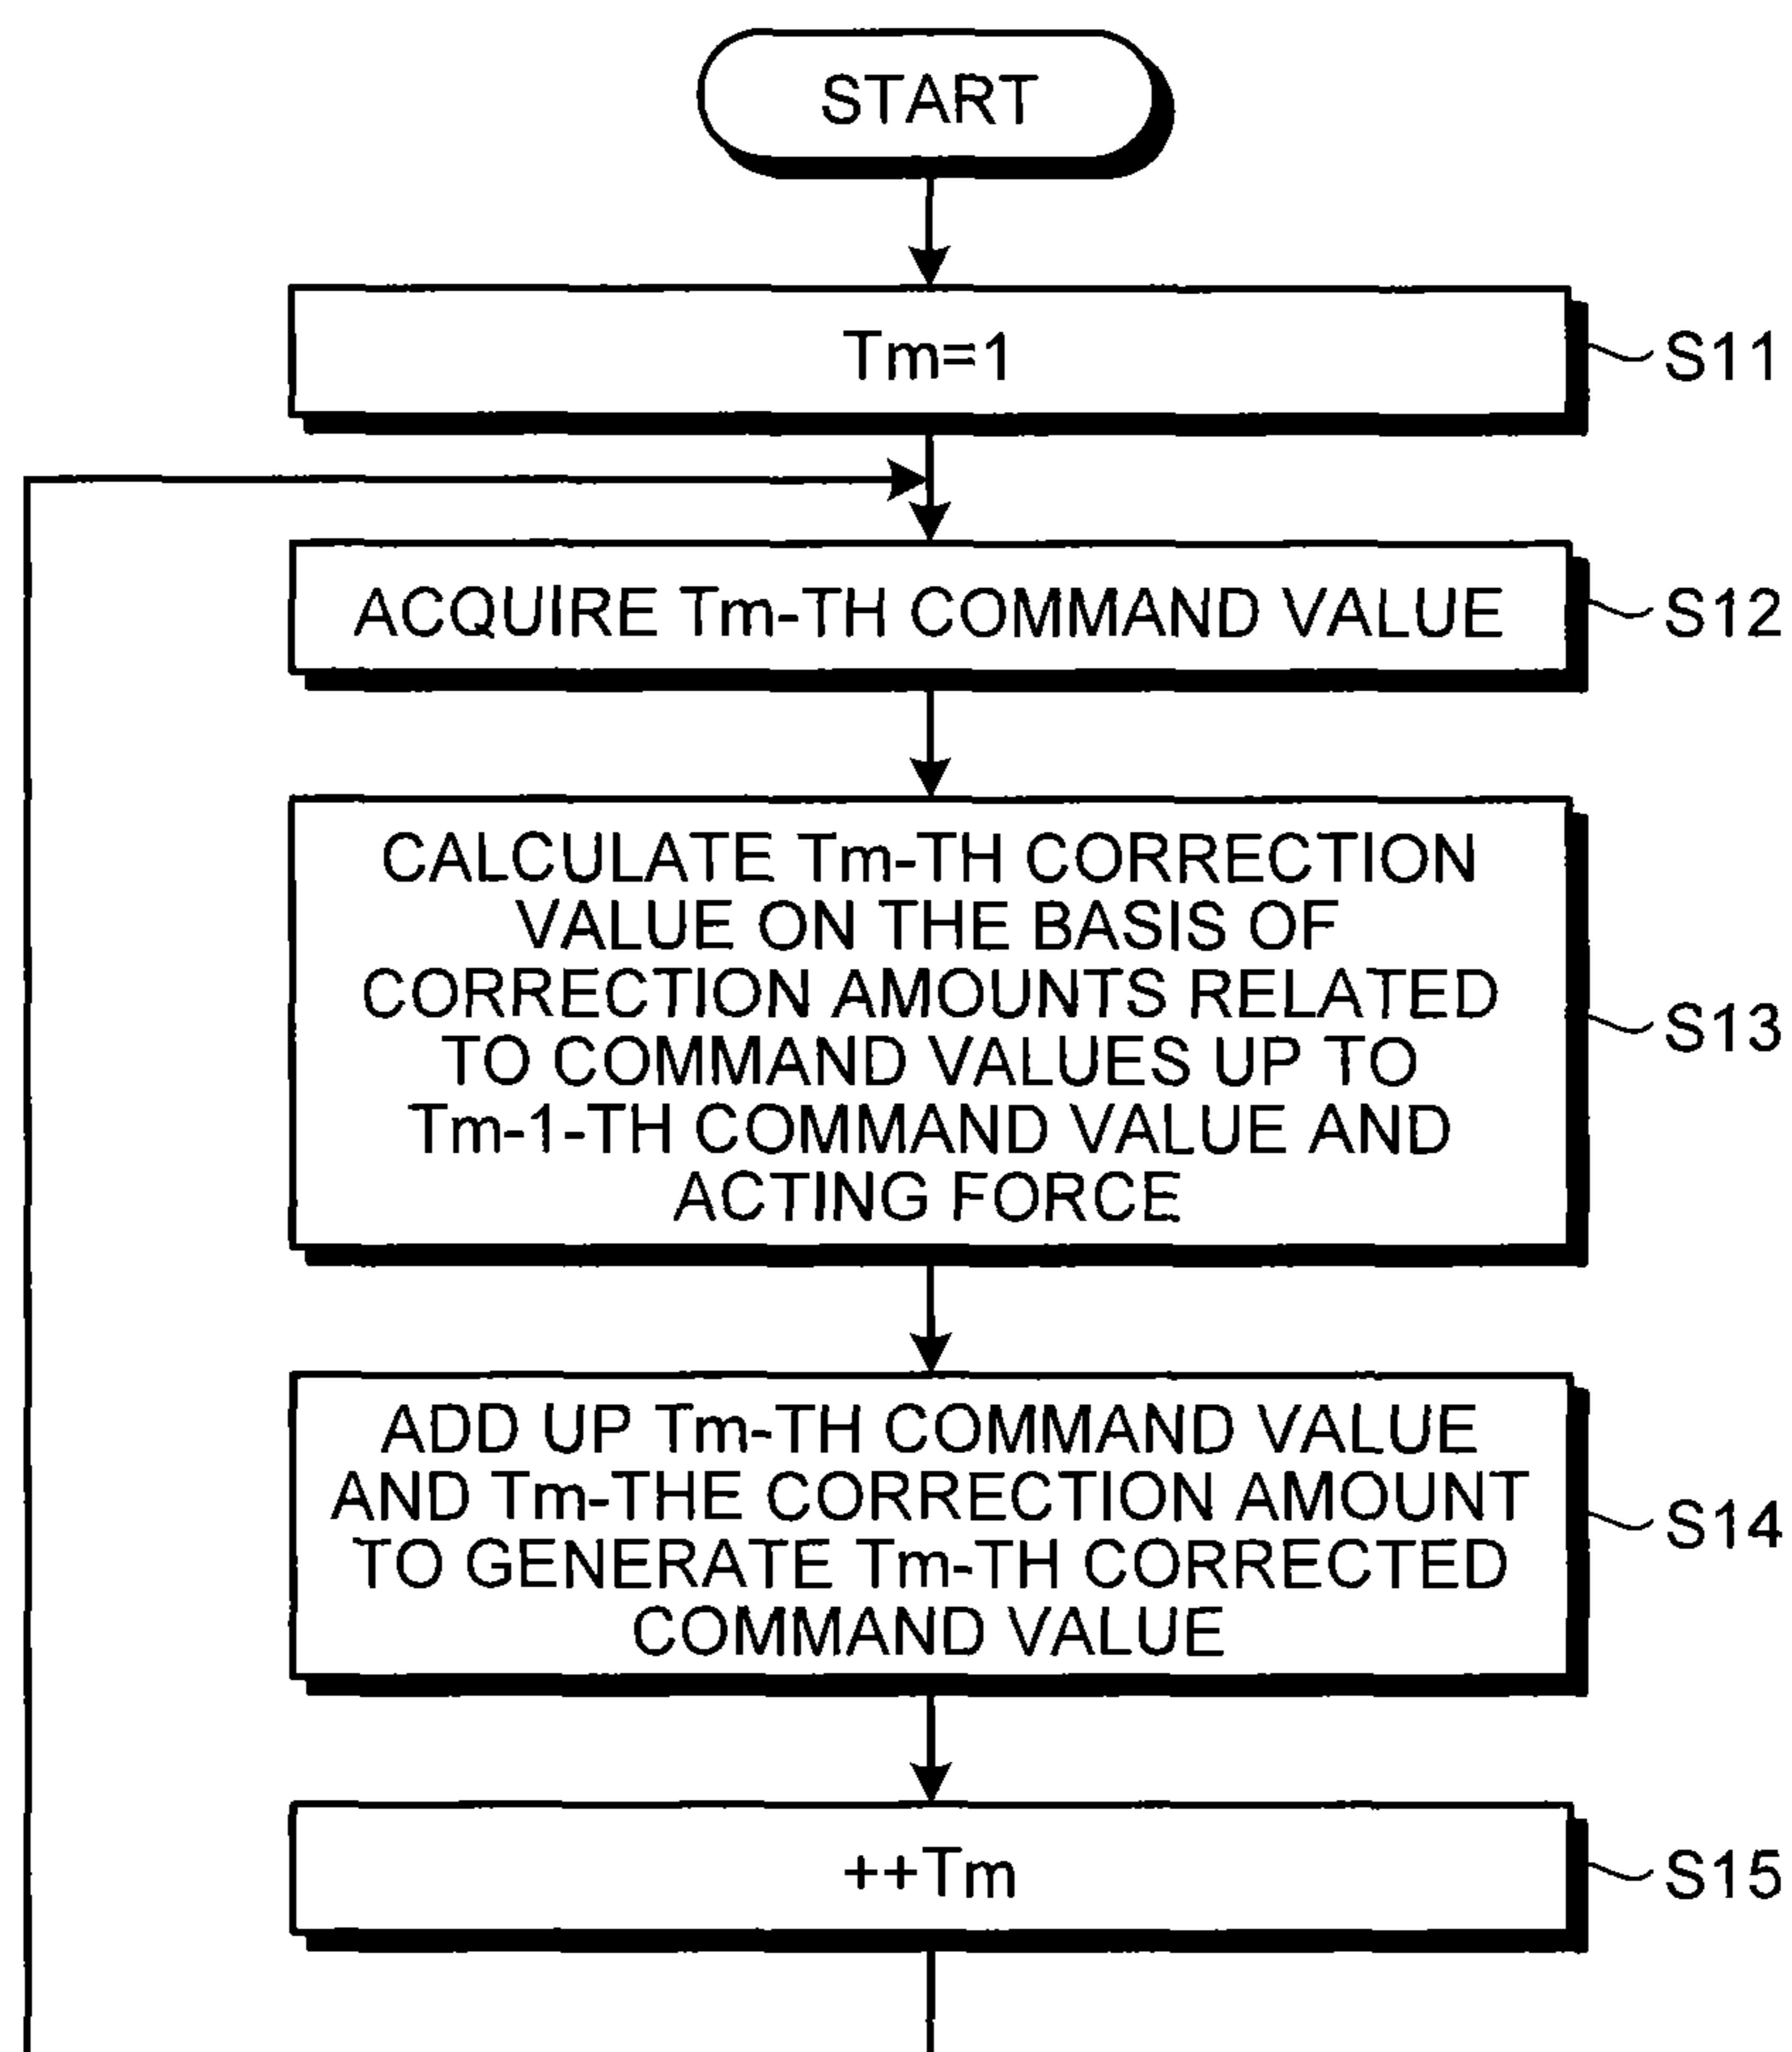 START
Tm=1
S11
ACQUIRE Tm-TH COMMAND VALUE
S12
CALCULATE Tm-TH CORRECTION
VALUE ON THE BASIS OF
CORRECTION AMOUNTS RELATED
TO COMMAND VALUES UP TO
Tm-1-TH COMMAND VALUE AND
ACTING FORCE
S13
ADD UP Tm-TH COMMAND VALUE
AND Tm-THE CORRECTION AMOUNT
TO GENERATE Tm-TH CORRECTED
COMMAND VALUE
S14
++Tm
S15